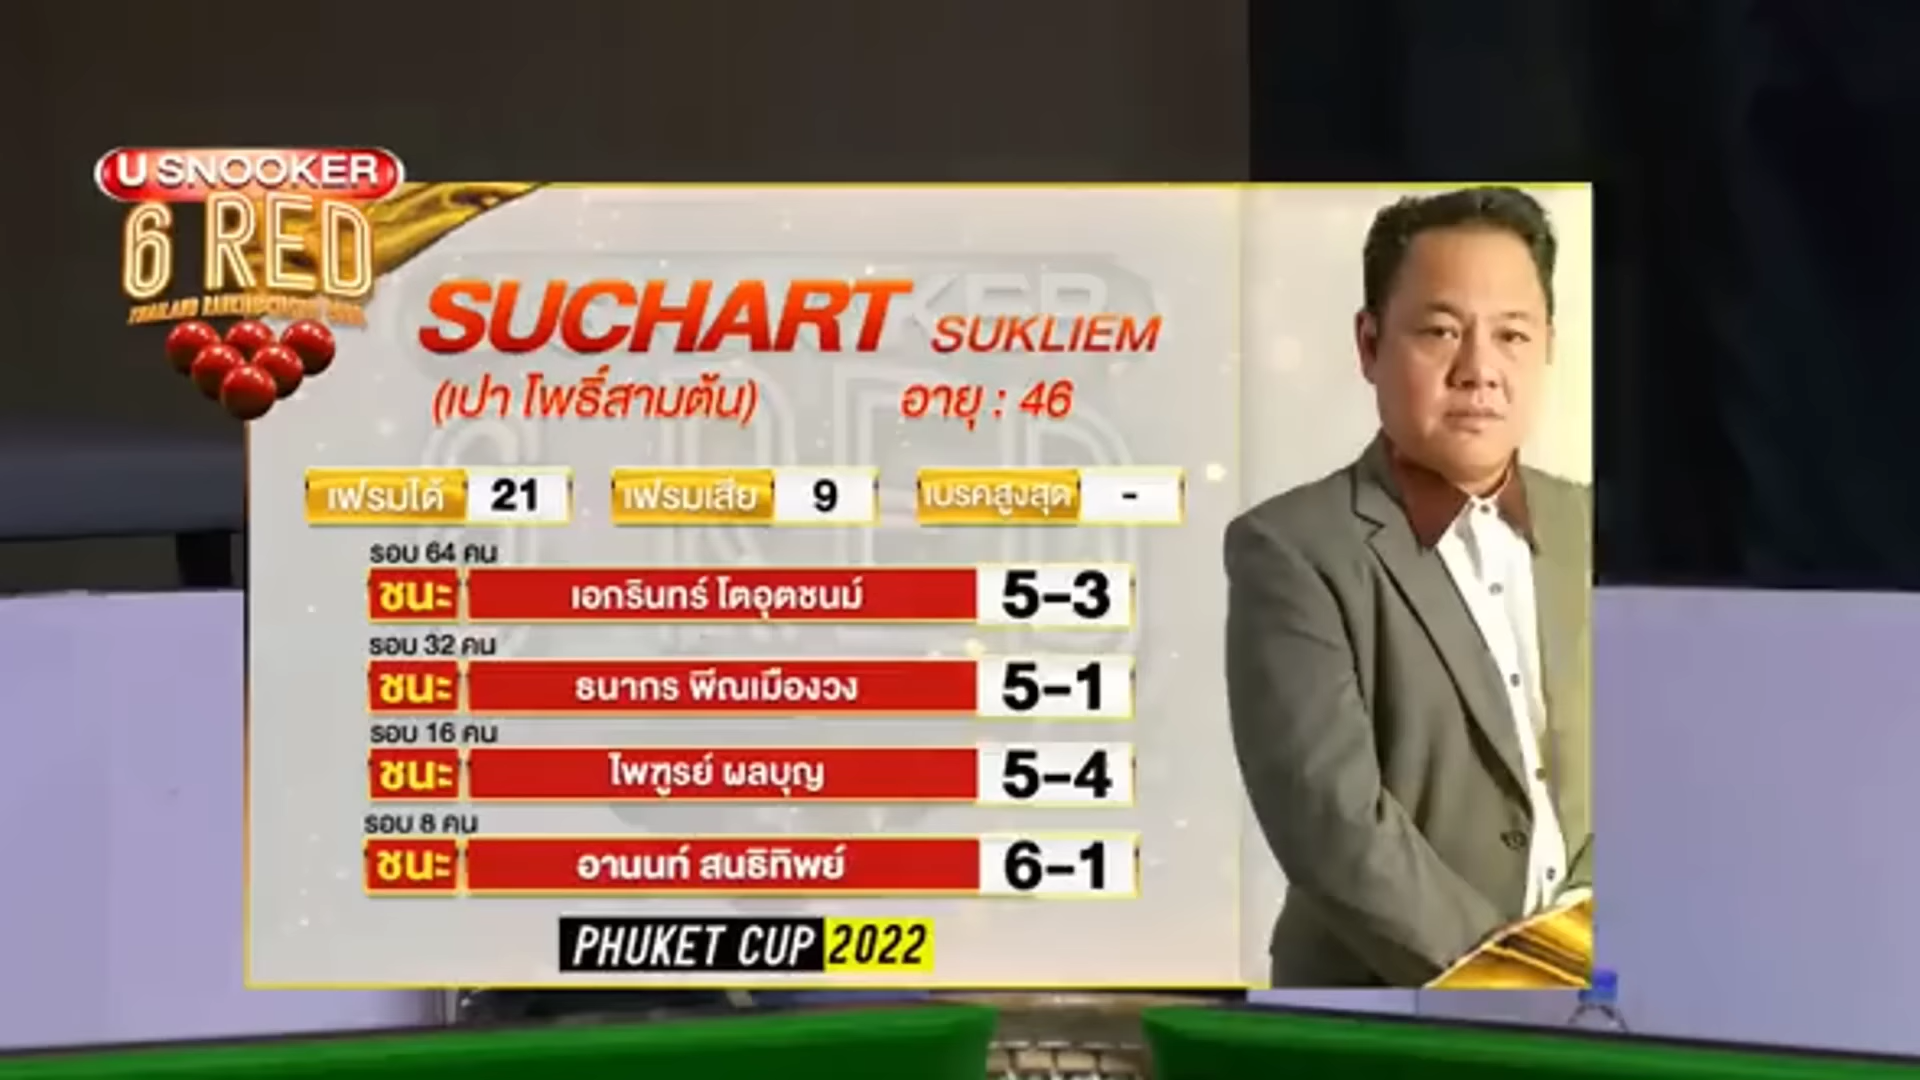 U SNOOKER
6 RED
SUCHART SUKLIEM
(เปา โพธิ์สามต้น) อายุ : 46
เฟรมได้ 21 เฟรมเสีย 9 เบรคสูงสุด -
รอบ 64 คน
ชนะ เอกรินทร์ โตอุตชนม์ 5-3
รอบ 32 คน
ชนะ ธนากร พีณเมืองวง 5-1
รอบ 16 คน
ชนะ ไพฑูรย์ ผลบุญ 5-4
รอบ 8 คน
ชนะ อานนท์ สนธิทิพย์ 6-1
PHUKET CUP 2022